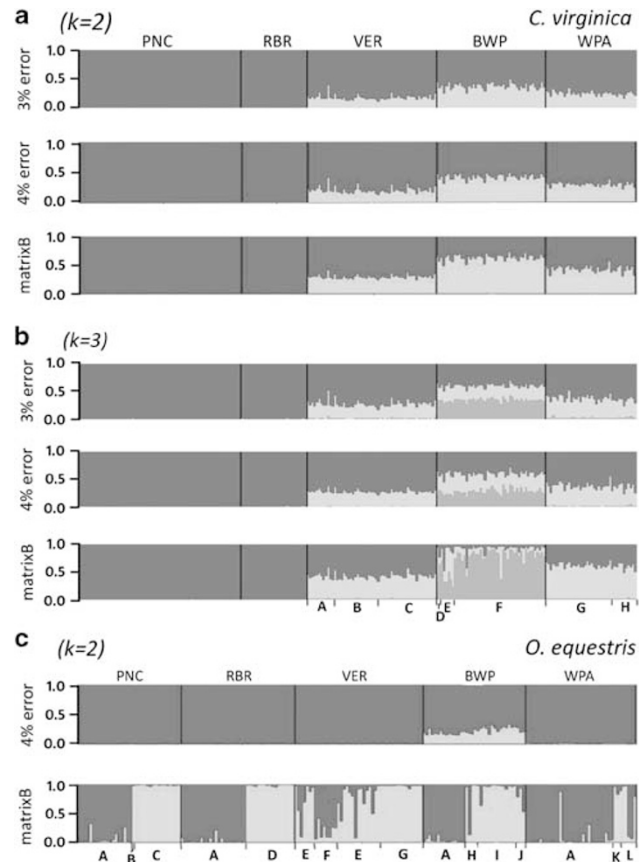 a (k=2) C. virginica
PNC RBR VER BWP WPA
3% error 1.0 0.5 0.0
4% error 1.0 0.5 0.0
matrixB 1.0 0.5 0.0
b (k=3)
3% error 1.0 0.5 0.0
4% error 1.0 0.5 0.0
matrixB 1.0 0.5 0.0
A B C D E F G H
c (k=2) O. equestris
PNC RBR VER BWP WPA
4% error 1.0 0.5 0.0
matrixB 1.0 0.5 0.0
A B C A D E F E G A H I J A K L